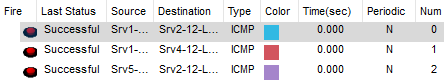 Fire Last Status Source Destination Type Color Time(sec) Periodic Num
Successful Srv1-... Srv2-12-L... ICMP 0.000 N 0
Successful Srv1-... Srv4-12-L... ICMP 0.000 N 1
Successful Srv5-... Srv2-12-L... ICMP 0.000 N 2